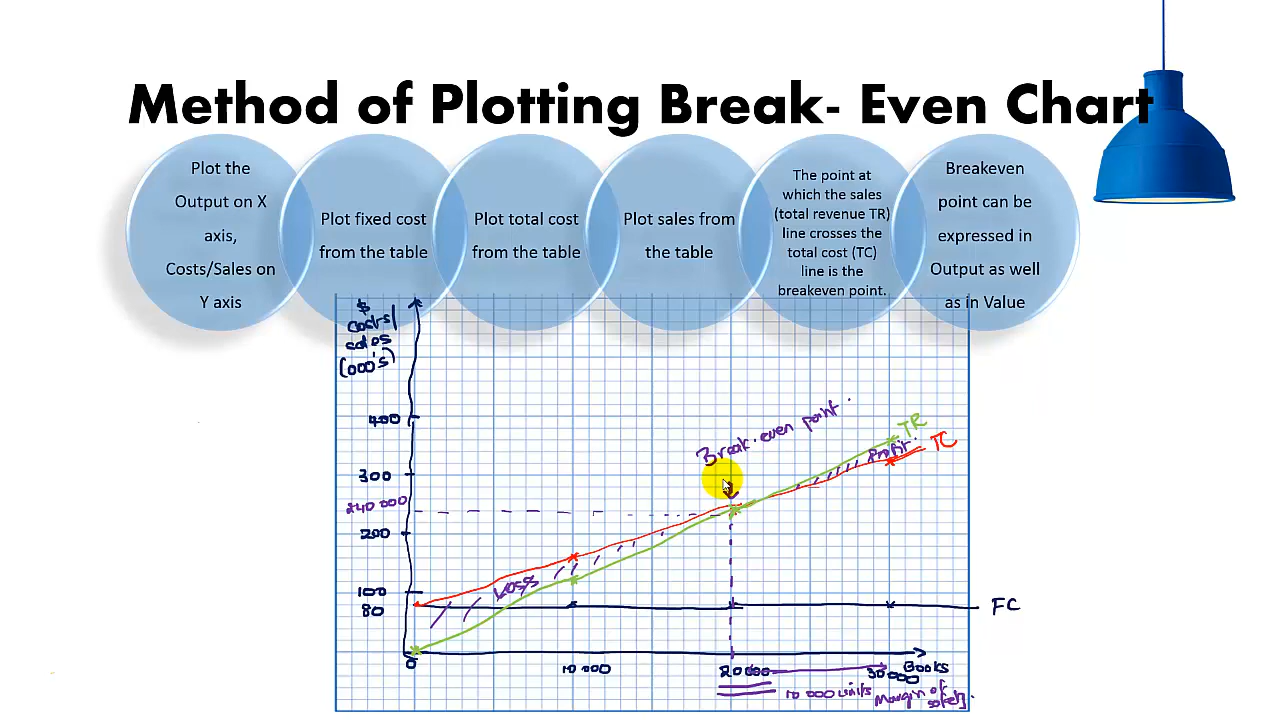 Method of Plotting Break- Even Chart
Plot the
Output on X
axis,
Costs/Sales on
Y axis
Plot fixed cost
from the table
Plot total cost
from the table
Plot sales from
the table
The point at
which the sales
(total revenue TR)
line crosses the
total cost (TC)
line is the
breakeven point.
Breakeven
point can be
expressed in
Output as well
as in Value
$
Costs/
sales
(000's)
400
300
240 000
200
100
80
0
Break-even point
TR
Profit
TC
Loss
FC
10 000
20 000
30 000
Books
10 000 units
Margin of
safety